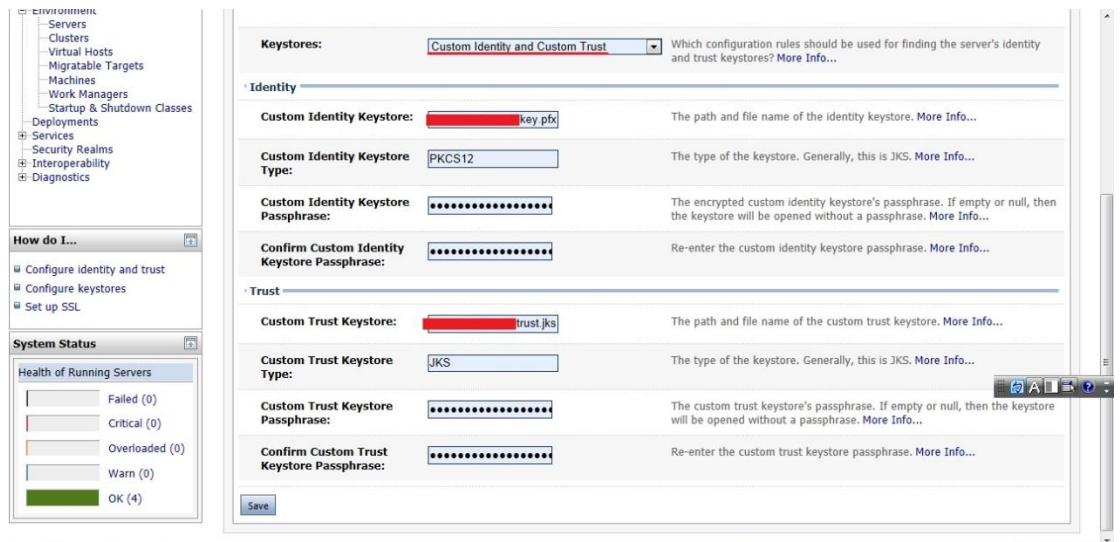 Environment
Servers
Clusters
Virtual Hosts
Migratable Targets
Machines
Work Managers
Startup & Shutdown Classes
Deployments
Services
Security Realms
Interoperability
Diagnostics
How do I...
Configure identity and trust
Configure keystores
Set up SSL
System Status
Health of Running Servers
Failed (0)
Critical (0)
Overloaded (0)
Warn (0)
OK (4)
Keystores:
Custom Identity and Custom Trust
Which configuration rules should be used for finding the server's identity
and trust keystores? More Info...
Identity
Custom Identity Keystore:
key.pfx
The path and file name of the identity keystore. More Info...
Custom Identity Keystore
Type:
PKCS12
The type of the keystore. Generally, this is JKS. More Info...
Custom Identity Keystore
Passphrase:
The encrypted custom identity keystore's passphrase. If empty or null, then
the keystore will be opened without a passphrase. More Info...
Confirm Custom Identity
Keystore Passphrase:
Re-enter the custom identity keystore passphrase. More Info...
Trust
Custom Trust Keystore:
trust.jks
The path and file name of the custom trust keystore. More Info...
Custom Trust Keystore
Type:
JKS
The type of the keystore. Generally, this is JKS. More Info...
Custom Trust Keystore
Passphrase:
The custom trust keystore's passphrase. If empty or null, then the keystore
will be opened without a passphrase. More Info...
Confirm Custom Trust
Keystore Passphrase:
Re-enter the custom trust keystore passphrase. More Info...
Save
A